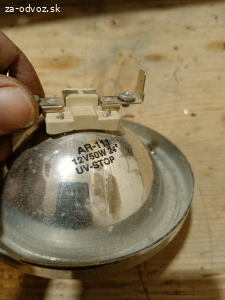 za-odvoz.sk
AR-111
12V50W 24°
UV-STOP